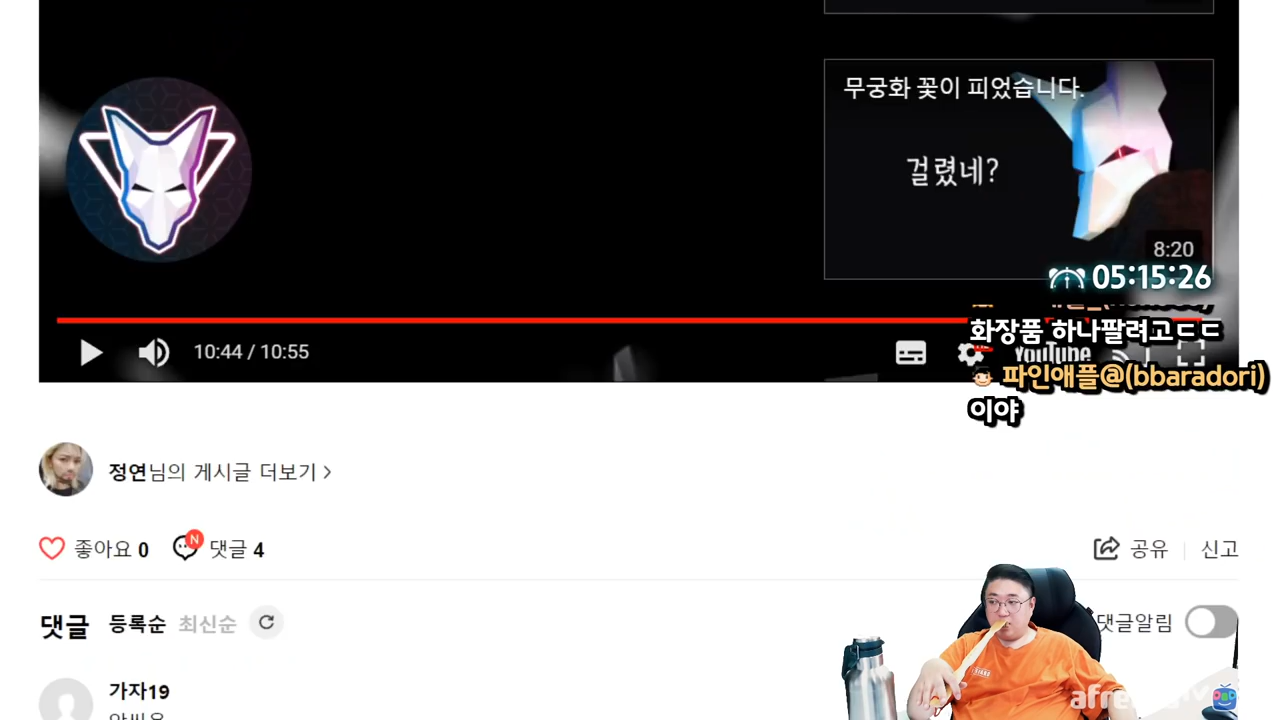 무궁화 꽃이 피었습니다.
걸렸네?
8:20
05:15:26
화장품 하나팔려고ㄷㄷ
10:44 / 10:55
YouTube
파인애플@(bbaradori)
이야
정연님의 게시글 더보기 >
좋아요 0
N
댓글 4
공유
신고
댓글 등록순 최신순
댓글알림
가자19